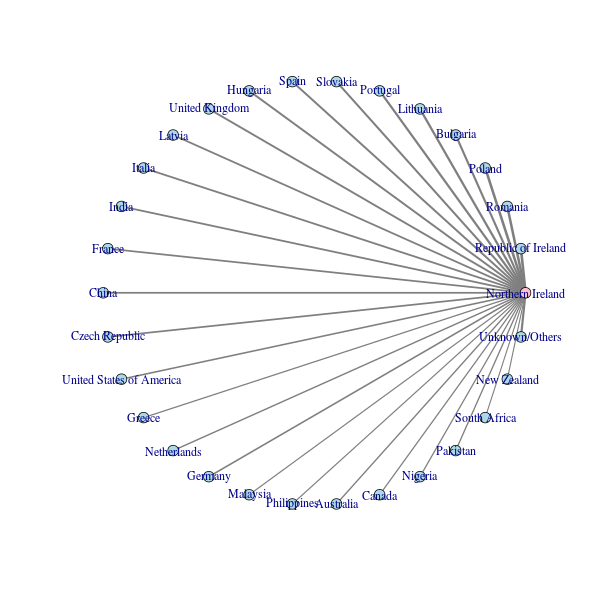 Spain
Slovakia
Hungaria
Portugal
United Kingdom
Lithuania
Latvia
Bulgaria
Italia
Poland
India
Romania
France
Republic of Ireland
China
Northern Ireland
Czech Republic
Unknown/Others
United States of America
New Zealand
Greece
South Africa
Netherlands
Pakistan
Germany
Nigeria
Malaysia
Canada
Philippines
Australia